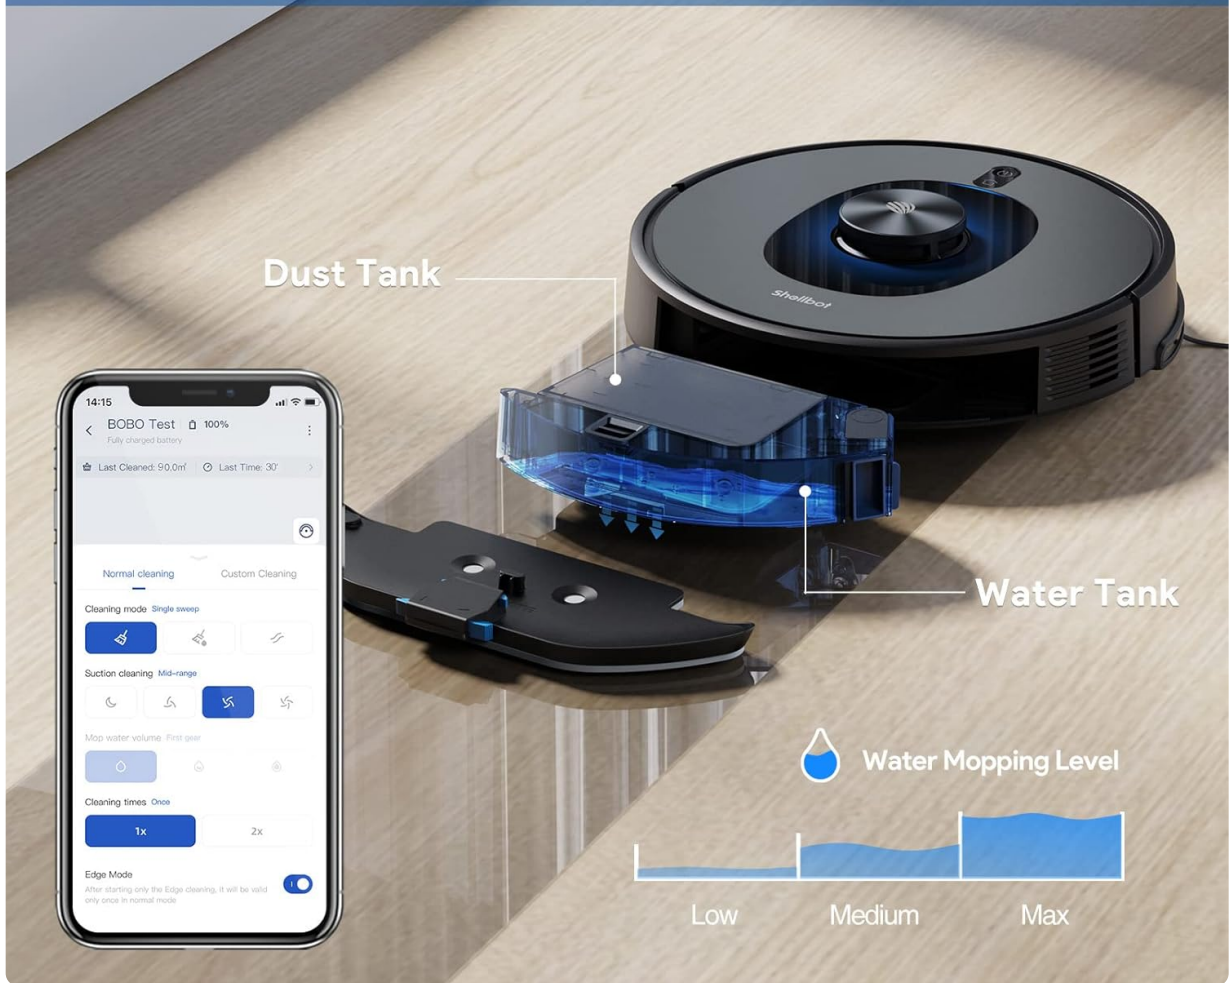 Shellbot
Dust Tank
14:15
BOBO Test 100%
Fully charged battery
Last Cleaned: 90.0㎡ Last Time: 30'
Normal cleaning Custom Cleaning
Cleaning mode Single sweep
Suction cleaning Mid-range
Mop water volume First gear
Cleaning times Once
1x 2x
Edge Mode
After starting only the Edge cleaning, it will be valid
only once in normal mode
Water Tank
Water Mopping Level
Low Medium Max